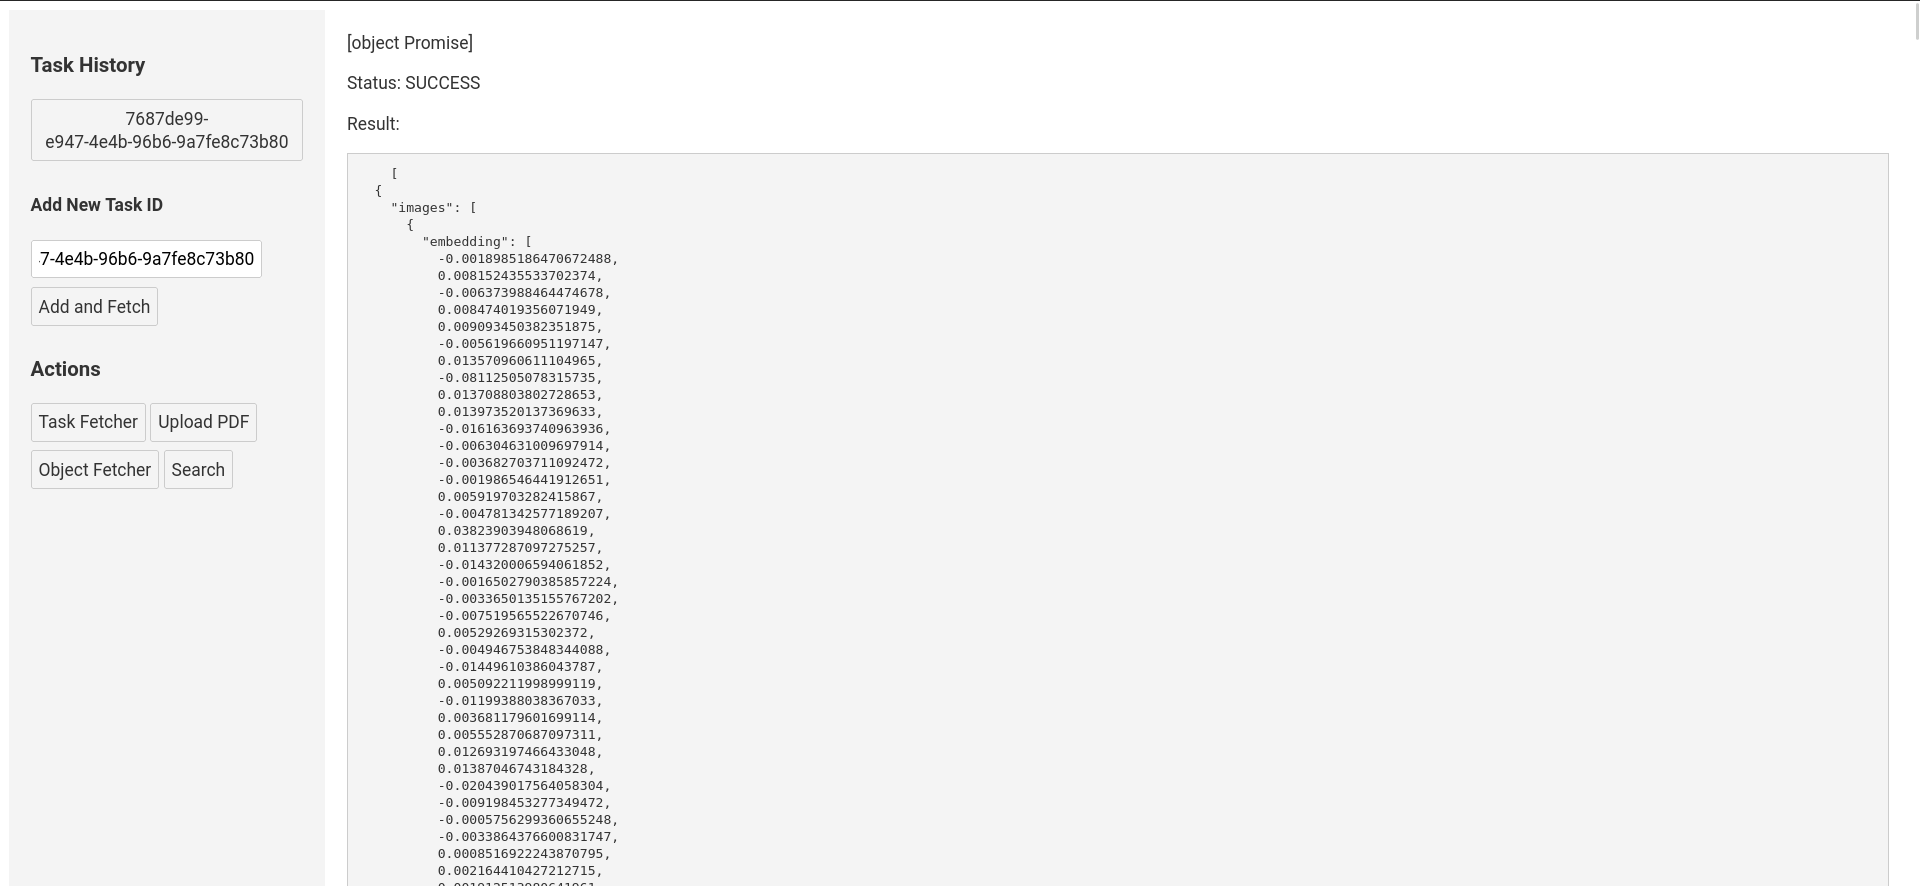 Task History
7687de99-
e947-4e4b-96b6-9a7fe8c73b80
Add New Task ID
7-4e4b-96b6-9a7fe8c73b80
Add and Fetch
Actions
Task Fetcher
Upload PDF
Object Fetcher
Search
[object Promise]
Status: SUCCESS
Result:
[
{
"images": [
{
"embedding": [
-0.0018985186470672488,
0.008152435533702374,
-0.006373988464474678,
0.008474019356071949,
0.009093450382351875,
-0.005619660951197147,
0.013570960611104965,
-0.08112505078315735,
0.013708803802728653,
0.013973520137369633,
-0.016163693740963936,
-0.006304631009697914,
-0.003682703711092472,
-0.001986546441912651,
0.005919703282415867,
-0.004781342577189207,
0.03823903948068619,
0.011377287097275257,
-0.014320006594061852,
-0.0016502790385857224,
-0.0033650135155767202,
-0.007519565522670746,
0.00529269315302372,
-0.004946753848344088,
-0.01449610386043787,
0.005092211998999119,
-0.01199388038367033,
0.003681179601699114,
0.005552870687097311,
0.012693197466433048,
0.01387046743184328,
-0.020439017564058304,
-0.009198453277349472,
-0.0005756299360655248,
-0.0033864376600831747,
0.0008516922243870795,
0.002164410427212715,